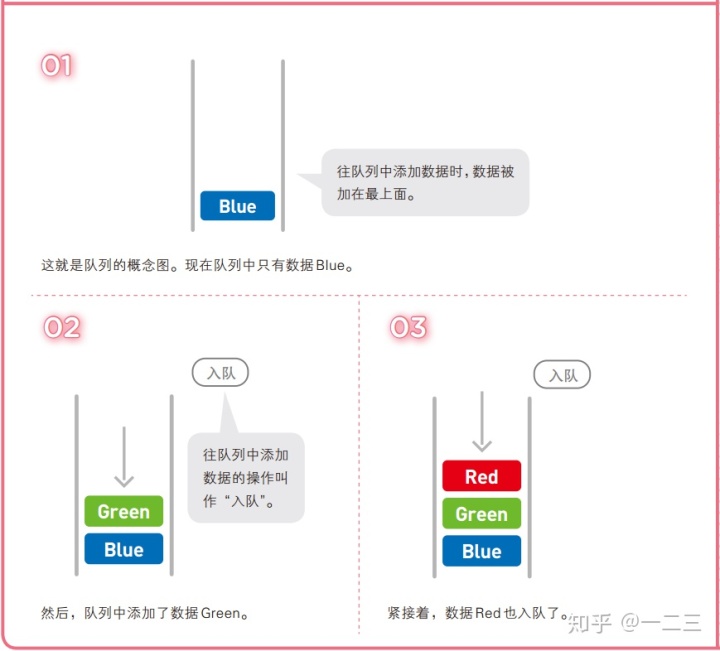 01
往队列中添加数据时，数据被
加在最上面。
Blue
这就是队列的概念图。现在队列中只有数据Blue。
02
入队
往队列中添加
数据的操作叫
作“入队”。
Green
Blue
然后，队列中添加了数据Green。
03
入队
Red
Green
Blue
紧接着，数据Red也入队了。
知乎 @一二三